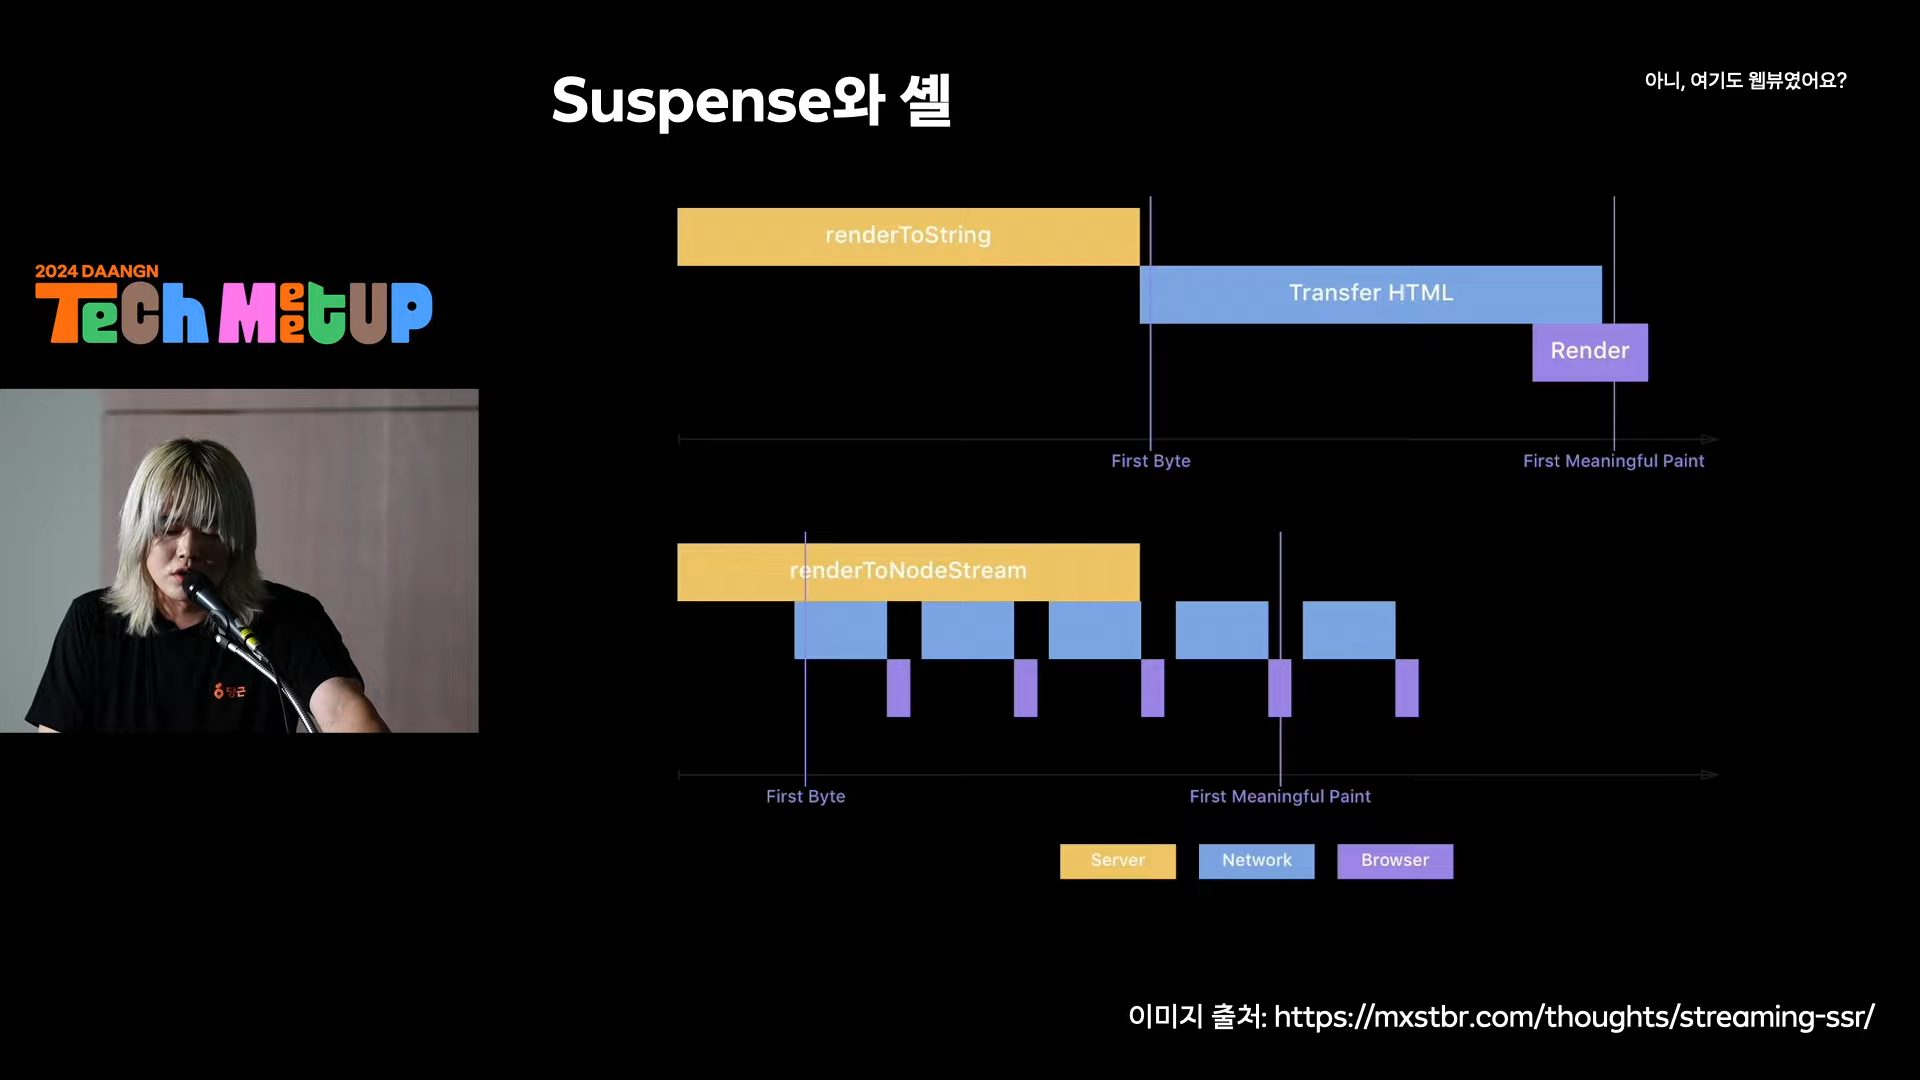 Suspense와 셸
아니, 여기도 웹뷰였어요?
2024 DAANGN
TeCh MeetUP
당근
renderToString
Transfer HTML
Render
First Byte
First Meaningful Paint
renderToNodeStream
First Byte
First Meaningful Paint
Server
Network
Browser
이미지 출처: https://mxstbr.com/thoughts/streaming-ssr/